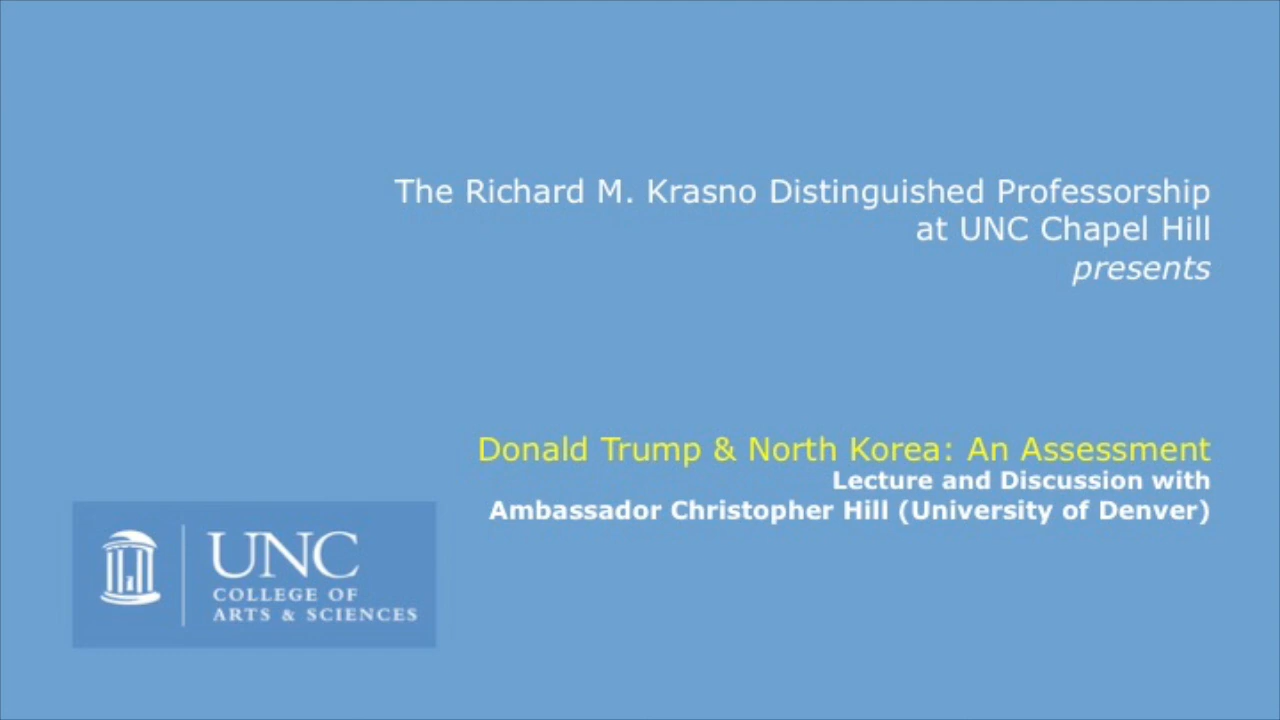 The Richard M. Krasno Distinguished Professorship
at UNC Chapel Hill
presents
Donald Trump & North Korea: An Assessment
Lecture and Discussion with
Ambassador Christopher Hill (University of Denver)
UNC
COLLEGE OF
ARTS & SCIENCES